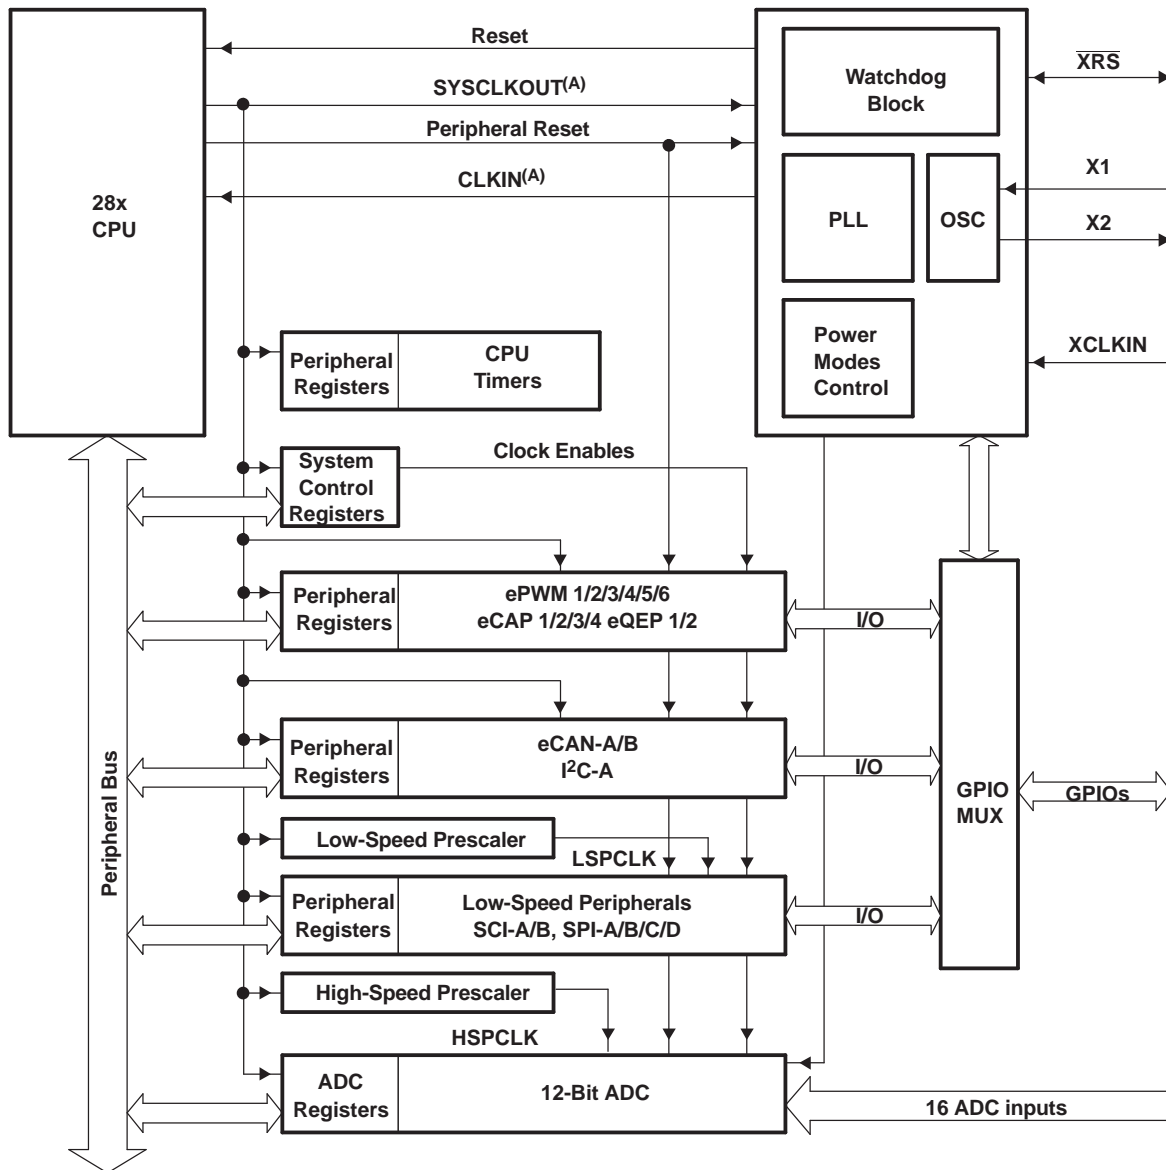 Reset
SYSCLKOUT(A)
Peripheral Reset
CLKIN(A)
28x
CPU
Watchdog
Block
PLL
OSC
Power
Modes
Control
XRS
X1
X2
XCLKIN
Peripheral
Registers
CPU
Timers
System
Control
Registers
Clock Enables
Peripheral
Registers
ePWM 1/2/3/4/5/6
eCAP 1/2/3/4 eQEP 1/2
I/O
Peripheral
Registers
eCAN-A/B
I2C-A
I/O
GPIO
MUX
GPIOs
Peripheral Bus
Low-Speed Prescaler
LSPCLK
Peripheral
Registers
Low-Speed Peripherals
SCI-A/B, SPI-A/B/C/D
I/O
High-Speed Prescaler
HSPCLK
ADC
Registers
12-Bit ADC
16 ADC inputs